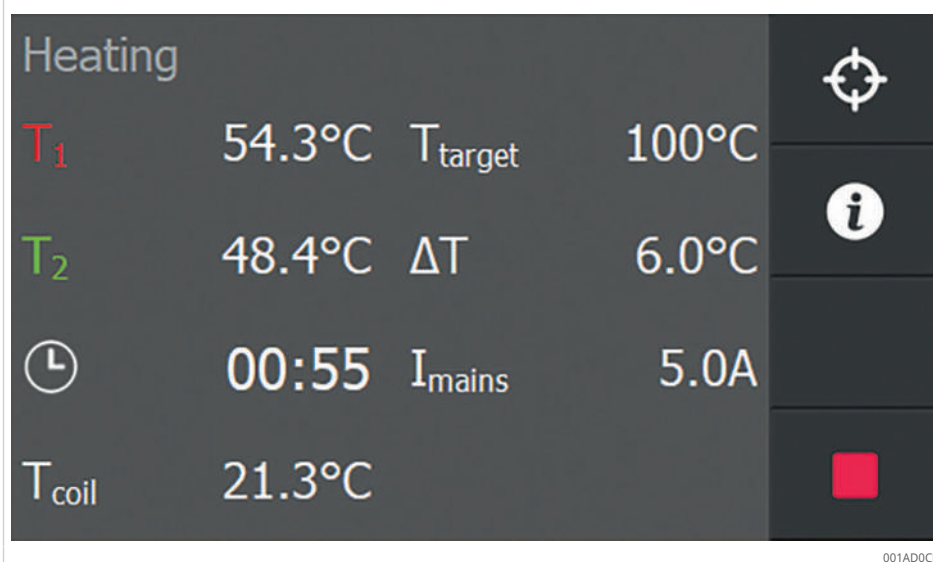 Heating
T1 54.3°C Ttarget 100°C
T2 48.4°C ΔT 6.0°C
00:55 Imains 5.0A
Tcoil 21.3°C
001AD0C